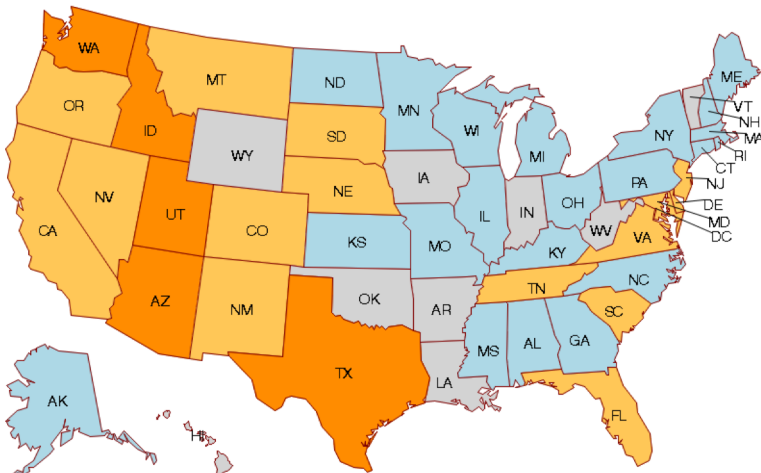 WA
MT
ND
MN
ME
VT
NH
MA
RI
CT
NJ
DE
MD
DC
OR
ID
SD
WI
MI
NY
WY
IA
PA
NE
NV
UT
CO
IL
IN
OH
WV
VA
CA
KS
MO
KY
AZ
NM
OK
AR
TN
NC
SC
MS
AL
GA
TX
LA
FL
AK
HI